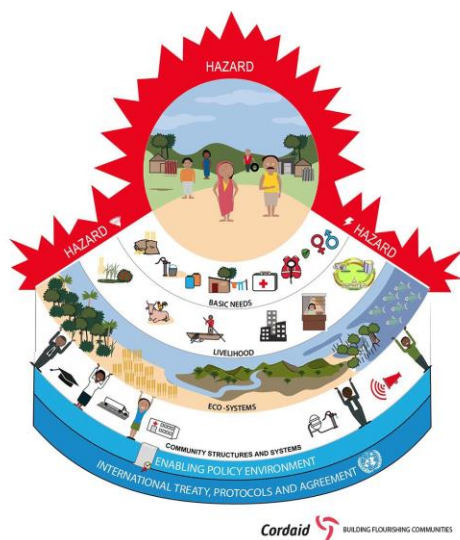 HAZARD
HAZARD
HAZARD
BASIC NEEDS
LIVELIHOOD
ECO-SYSTEMS
COMMUNITY STRUCTURES AND SYSTEMS
ENABLING POLICY ENVIRONMENT
INTERNATIONAL TREATY, PROTOCOLS AND AGREEMENT
Cordaid BUILDING FLOURISHING COMMUNITIES